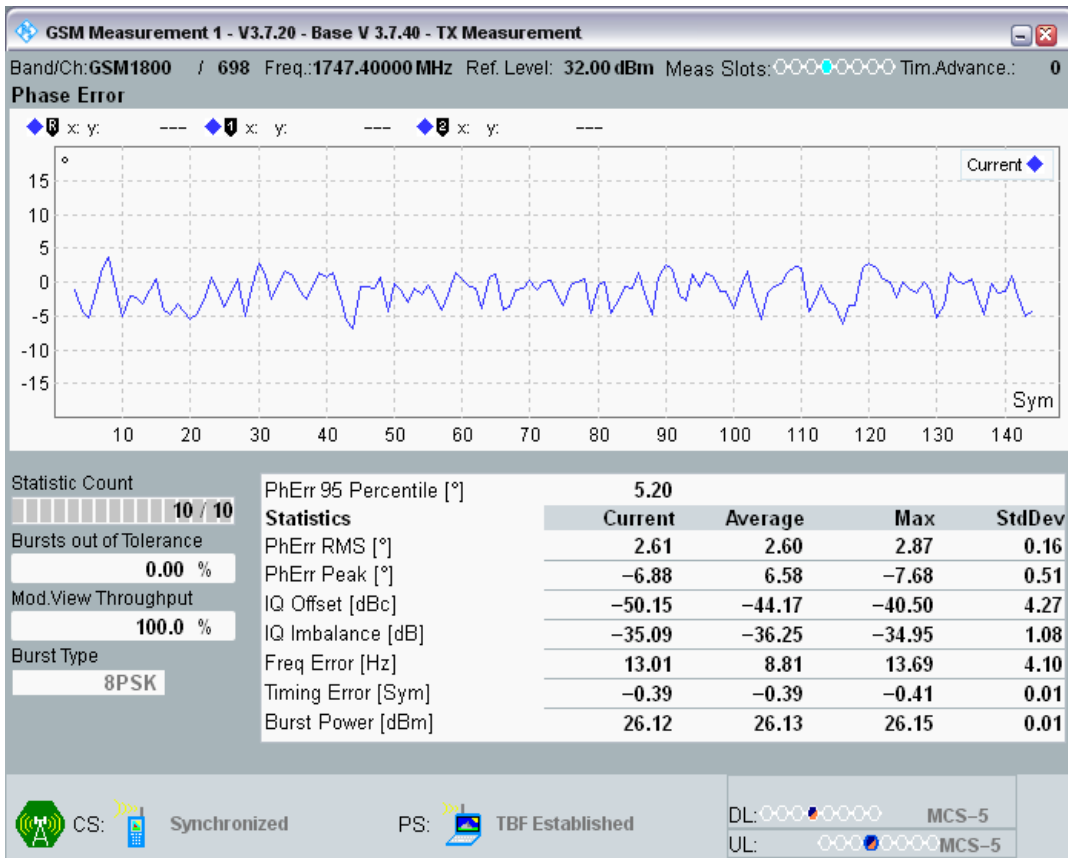 GSM Measurement 1 - V3.7.20 - Base V 3.7.40 - TX Measurement
Band/Ch:GSM1800 / 698 Freq.:1747.40000 MHz Ref. Level: 32.00 dBm Meas Slots: Tim.Advance.: 0
Phase Error
R x: y: --- 1 x: y: --- 2 x: y: ---
°
Current
15
10
5
0
-5
-10
-15
Sym
10 20 30 40 50 60 70 80 90 100 110 120 130 140
Statistic Count
10 / 10
Bursts out of Tolerance
0.00 %
Mod.View Throughput
100.0 %
Burst Type
8PSK
PhErr 95 Percentile [°] 5.20
Statistics Current Average Max StdDev
PhErr RMS [°] 2.61 2.60 2.87 0.16
PhErr Peak [°] −6.88 6.58 −7.68 0.51
IQ Offset [dBc] −50.15 −44.17 −40.50 4.27
IQ Imbalance [dB] −35.09 −36.25 −34.95 1.08
Freq Error [Hz] 13.01 8.81 13.69 4.10
Timing Error [Sym] −0.39 −0.39 −0.41 0.01
Burst Power [dBm] 26.12 26.13 26.15 0.01
CS: Synchronized PS: TBF Established
DL: MCS−5
UL: MCS−5